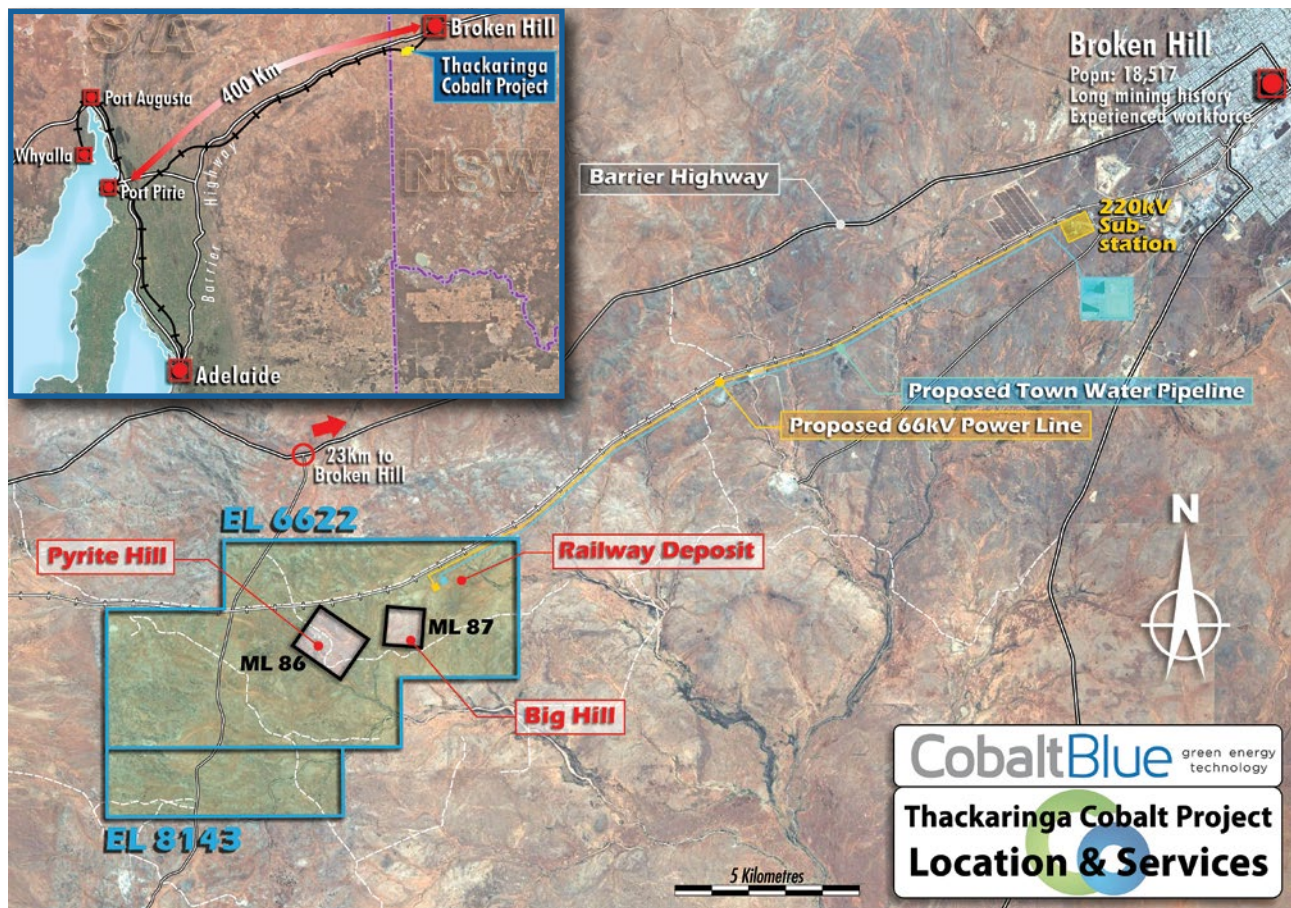 SA
Broken Hill
Thackaringa
Cobalt Project
400 Km
Port Augusta
Whyalla
Port Pirie
Barrier Highway
NSW
Adelaide
Broken Hill
Popn: 18,517
Long mining history
Experienced workforce
Barrier Highway
220kV
Sub-
station
Proposed Town Water Pipeline
Proposed 66kV Power Line
23Km to
Broken Hill
EL 6622
Pyrite Hill
Railway Deposit
ML 87
ML 86
Big Hill
EL 8143
N
5 Kilometres
CobaltBlue green energy
technology
Thackaringa Cobalt Project
Location & Services